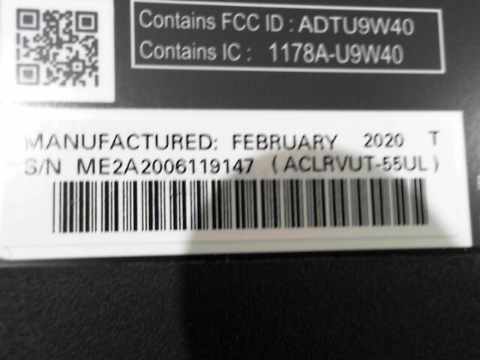 Contains FCC ID : ADTU9W40
Contains IC : 1178A-U9W40
MANUFACTURED: FEBRUARY 2020 T
S/N ME2A2006119147 (ACLRVUT-55UL)